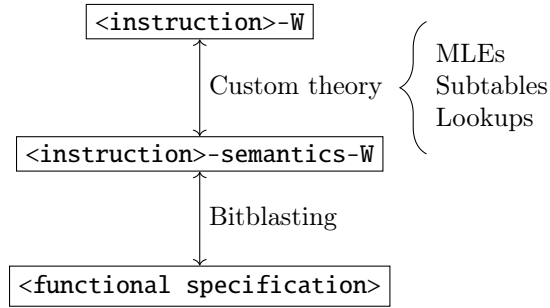 <instruction>-W
Custom theory
MLEs
Subtables
Lookups
<instruction>-semantics-W
Bitblasting
<functional specification>